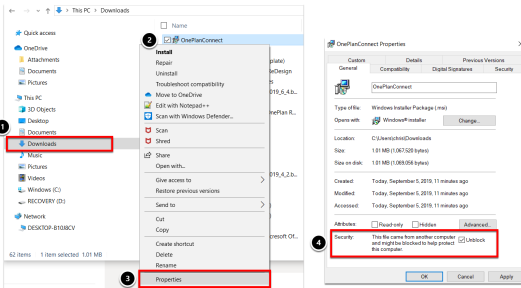 This PC > Downloads
Quick access
OneDrive
Attachments
Documents
Pictures
This PC
3D Objects
Desktop
Documents
Downloads
Music
Pictures
Videos
Windows (C:)
RECOVERY (D:)
Network
DESKTOP-B10J8CV
62 items 1 item selected 1.01 MB
1
2
3
Name
OnePlanConnect
Install
Repair
Uninstall
Troubleshoot compatibility
Move to OneDrive
Edit with Notepad++
Scan with Windows Defender...
Scan
Shred
Share
Open with...
Give access to
Restore previous versions
Send to
Cut
Copy
Create shortcut
Delete
Rename
Properties
plate)
eDesign
019_6_4.b...
nePlan R...
019_4_2.b...
cresoft Of...
OnePlanConnect Properties
Custom Details Previous Versions
General Compatibility Digital Signatures Security
OnePlanConnect
Type of file: Windows Installer Package (.msi)
Opens with: Windows® installer Change...
Location: C:\Users\chris\Downloads
Size: 1.01 MB (1,067,520 bytes)
Size on disk: 1.01 MB (1,069,056 bytes)
Created: Today, September 5, 2019, 11 minutes ago
Modified: Today, September 5, 2019, 11 minutes ago
Accessed: Today, September 5, 2019, 11 minutes ago
Attributes: Read-only Hidden Advanced...
4
Security: This file came from another computer
and might be blocked to help protect
this computer.
Unblock
OK Cancel Apply